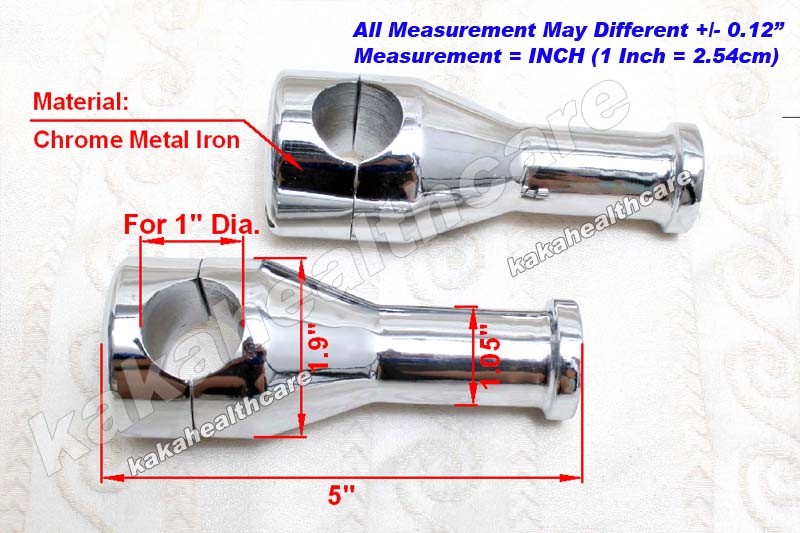 All Measurement May Different +/- 0.12”
Measurement = INCH (1 Inch = 2.54cm)
Material:
Chrome Metal Iron
For 1" Dia.
kakahealthcare
kakahealthcare
1.9"
1.05"
kakahealthcare
kakahealthcare
5"